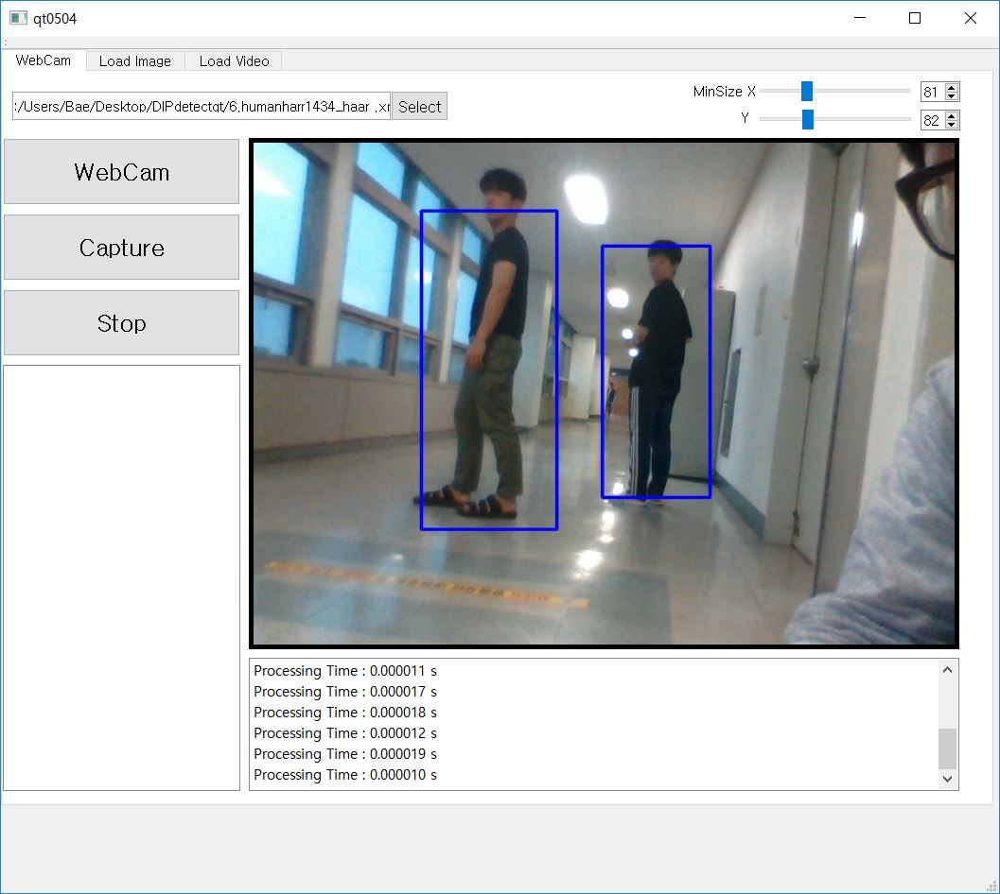 qt0504
WebCam Load Image Load Video
:/Users/Bae/Desktop/DIPdetectqt/6.humanharr1434_haar .xr Select
MinSize X 81
Y 82
WebCam
Capture
Stop
Processing Time : 0.000011 s
Processing Time : 0.000017 s
Processing Time : 0.000018 s
Processing Time : 0.000012 s
Processing Time : 0.000019 s
Processing Time : 0.000010 s